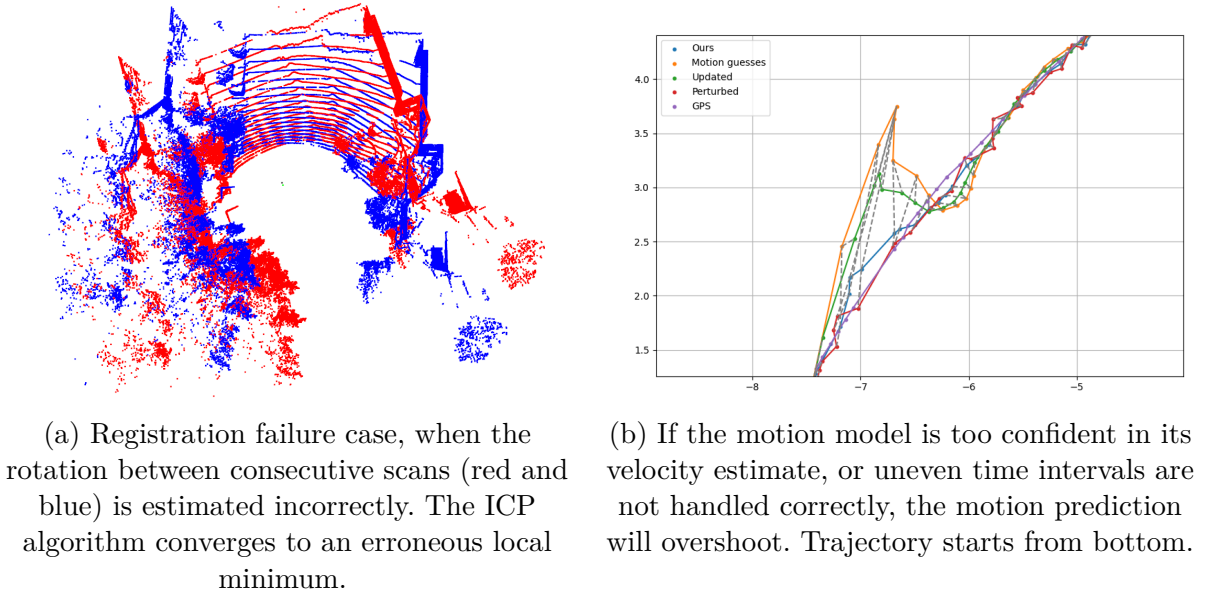 Ours
Motion guesses
Updated
Perturbed
GPS
4.0
3.5
3.0
2.5
2.0
1.5
−8
−7
−6
−5
(a) Registration failure case, when the
rotation between consecutive scans (red and
blue) is estimated incorrectly. The ICP
algorithm converges to an erroneous local
minimum.
(b) If the motion model is too confident in its
velocity estimate, or uneven time intervals are
not handled correctly, the motion prediction
will overshoot. Trajectory starts from bottom.